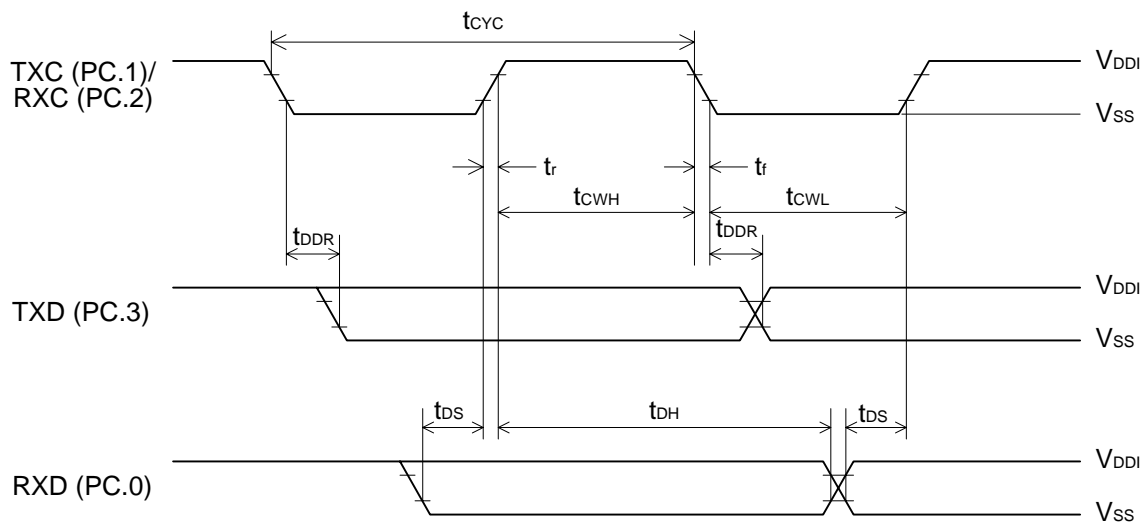 tCYC
TXC (PC.1)/
RXC (PC.2)
VDDI
VSS
tr
tf
tCWH
tCWL
tDDR
tDDR
TXD (PC.3)
VDDI
VSS
tDS
tDH
tDS
RXD (PC.0)
VDDI
VSS